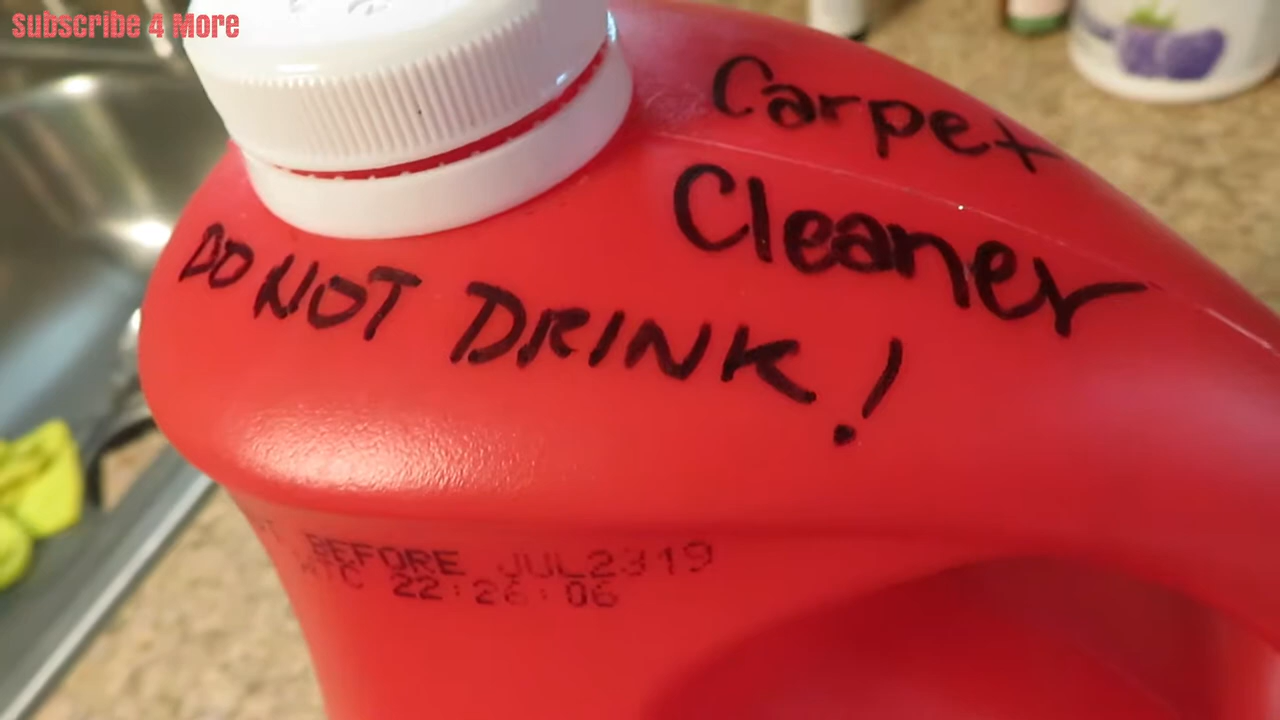 Subscribe 4 More
Carpet
Cleaner
DO NOT DRINK!
BEFORE JUL2319
22:26:06